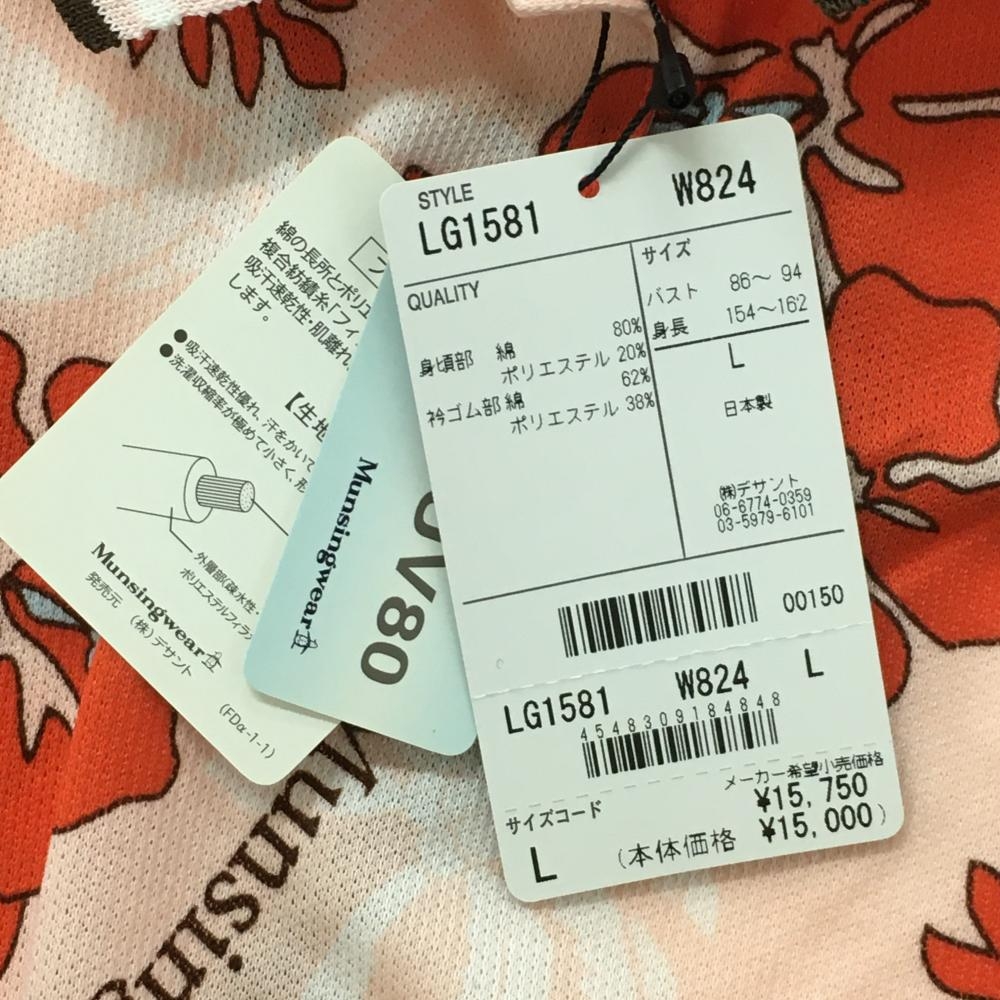 STYLE
LG1581 W824
QUALITY
身頃部 綿 80%
ポリエステル 20%
衿ゴム部 綿 62%
ポリエステル 38%
サイズ
バスト 86～ 94
身長 154～162
L
日本製
(株)デサント
06-6774-0359
03-5979-6101
00150
LG1581 W824 L
4548309184848
メーカー希望小売価格
¥15,750
サイズコード
L (本体価格 ¥15,000)
綿の長所とポリエ
複合紡績糸「フィ
吸汗速乾性・肌離れ
します。
●吸汗速乾性優れ、汗をかいて
●洗濯収縮率が極めて小さく、形
【生地
外層部(疎水性・
ポリエステルフィラ
Munsingwear
発売元 (株)デサント
(FDα-1-1)
Munsingwear
UV80
Munsing